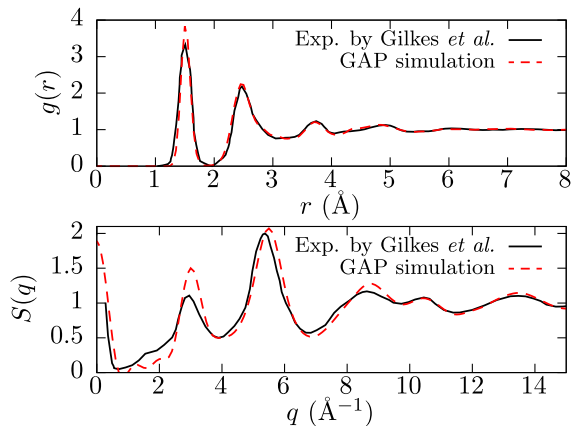 4
3
2
1
0
g(r)
Exp. by Gilkes et al.
GAP simulation
0 1 2 3 4 5 6 7 8
r (Å)
2
1.5
1
0.5
0
S(q)
Exp. by Gilkes et al.
GAP simulation
0 2 4 6 8 10 12 14
q (Å⁻¹)